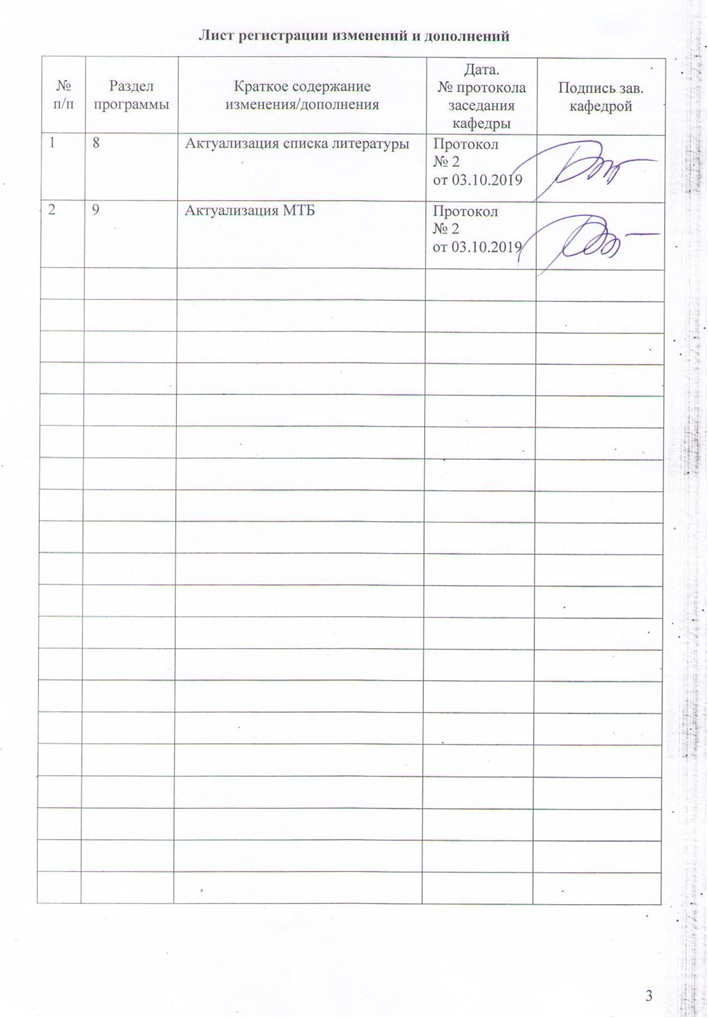 Лист регистрации изменений и дополнений
№
п/п
Раздел
программы
Краткое содержание
изменения/дополнения
Дата.
№ протокола
заседания
кафедры
Подпись зав.
кафедрой
1
8
Актуализация списка литературы
Протокол
№ 2
от 03.10.2019
2
9
Актуализация МТБ
Протокол
№ 2
от 03.10.2019
3